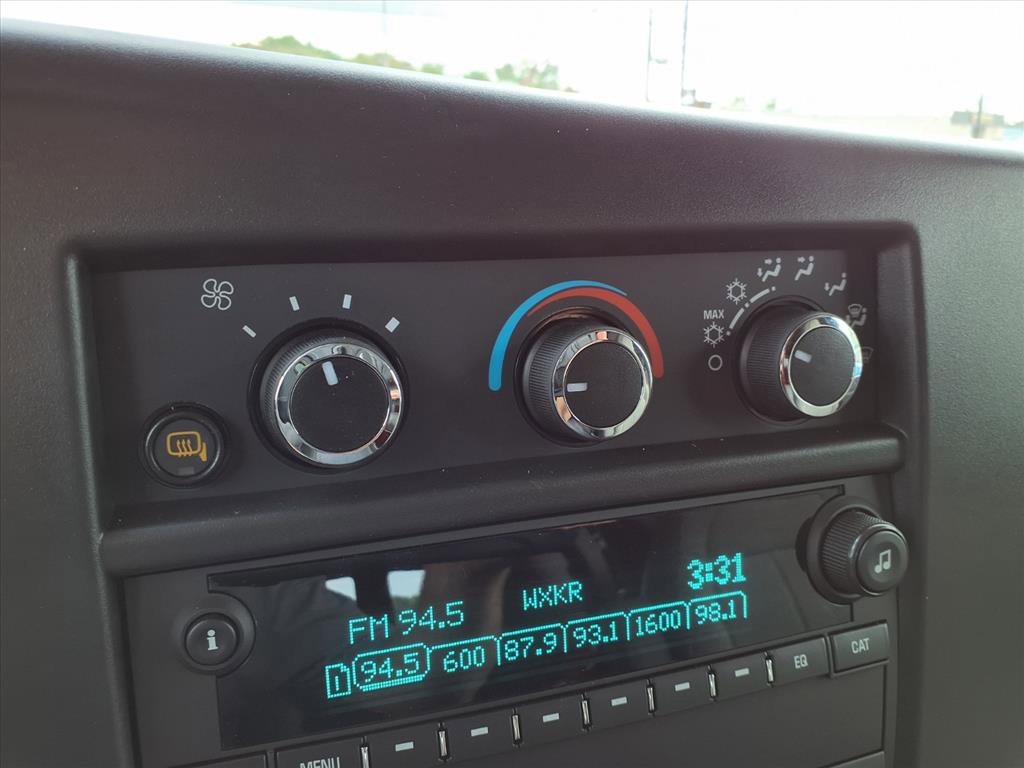 MAX
WXKR 3:31
FM 94.5
1 94.5 600 87.9 93.1 1600 98.1
i
MENU EQ CAT